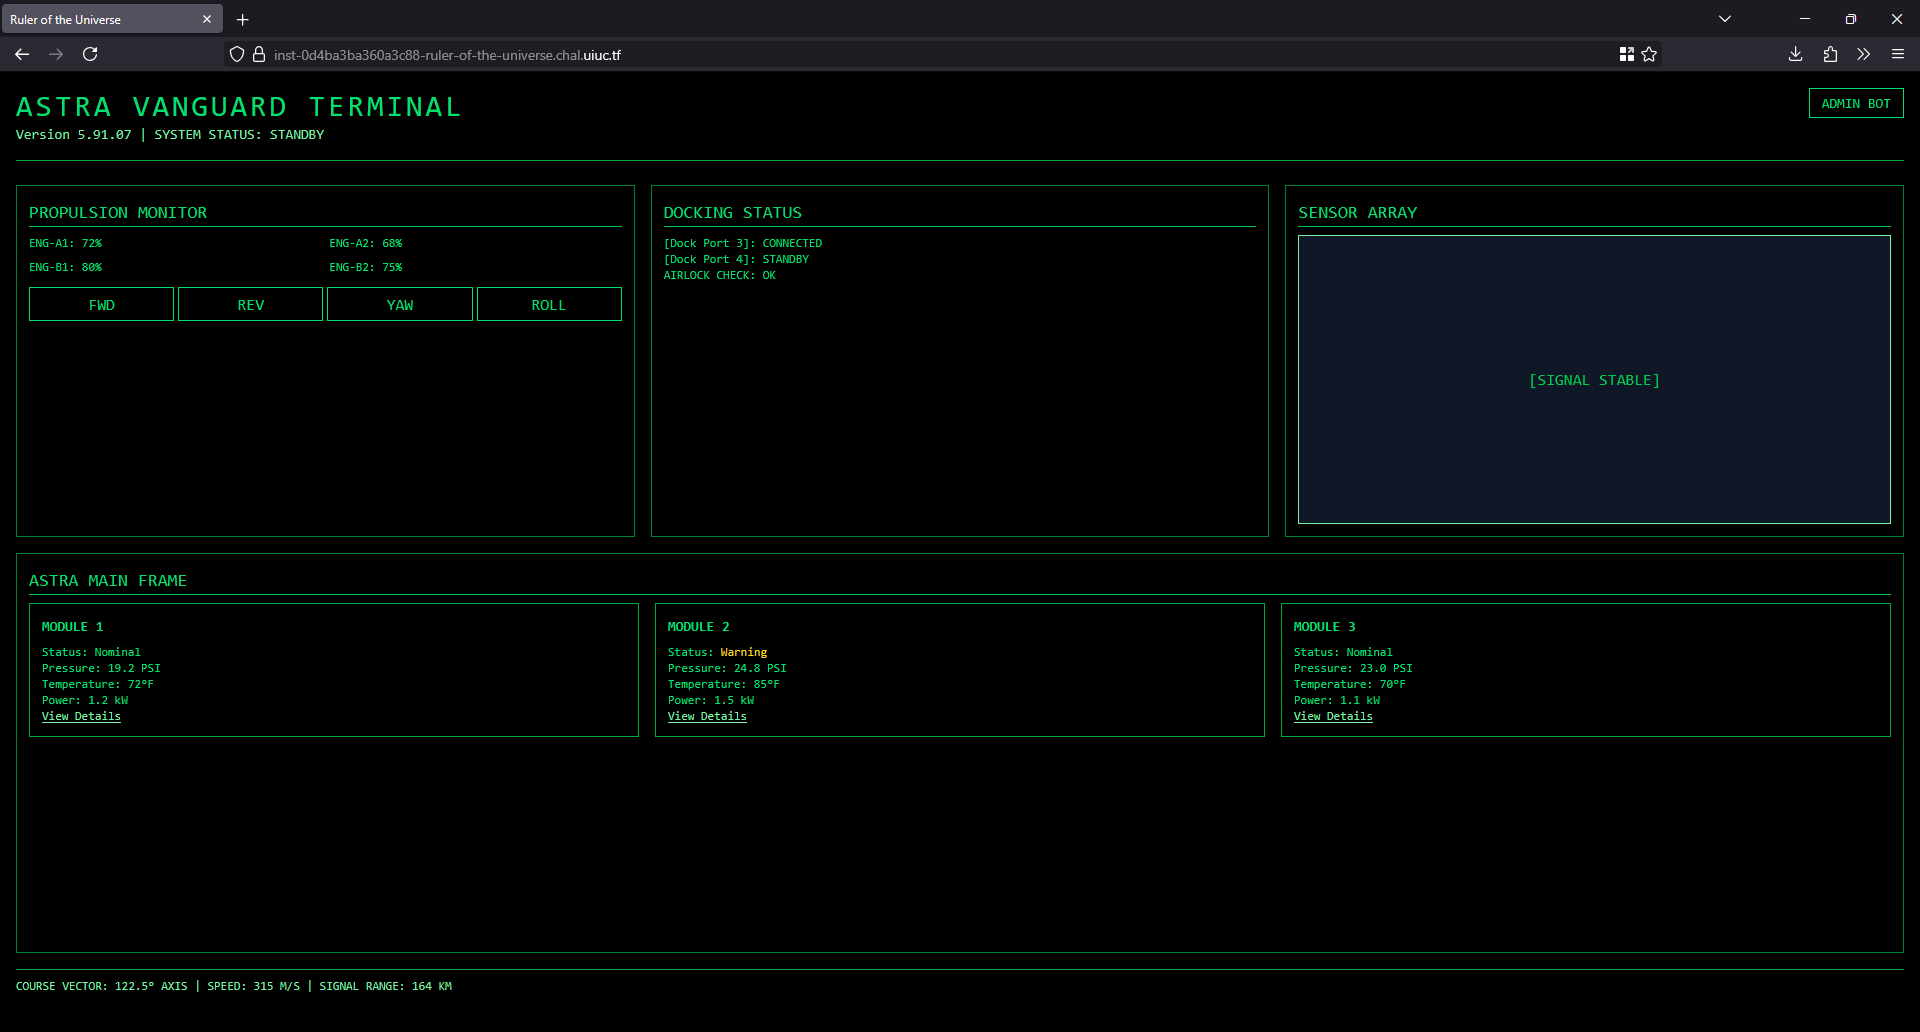 Ruler of the Universe
inst-0d4ba3ba360a3c88-ruler-of-the-universe.chal.uiuc.tf
ASTRA VANGUARD TERMINAL
ADMIN BOT
Version 5.91.07 | SYSTEM STATUS: STANDBY
PROPULSION MONITOR
ENG-A1: 72%
ENG-A2: 68%
ENG-B1: 80%
ENG-B2: 75%
FWD
REV
YAW
ROLL
DOCKING STATUS
[Dock Port 3]: CONNECTED
[Dock Port 4]: STANDBY
AIRLOCK CHECK: OK
SENSOR ARRAY
[SIGNAL STABLE]
ASTRA MAIN FRAME
MODULE 1
Status: Nominal
Pressure: 19.2 PSI
Temperature: 72°F
Power: 1.2 kW
View Details
MODULE 2
Status: Warning
Pressure: 24.8 PSI
Temperature: 85°F
Power: 1.5 kW
View Details
MODULE 3
Status: Nominal
Pressure: 23.0 PSI
Temperature: 70°F
Power: 1.1 kW
View Details
COURSE VECTOR: 122.5° AXIS | SPEED: 315 M/S | SIGNAL RANGE: 164 KM